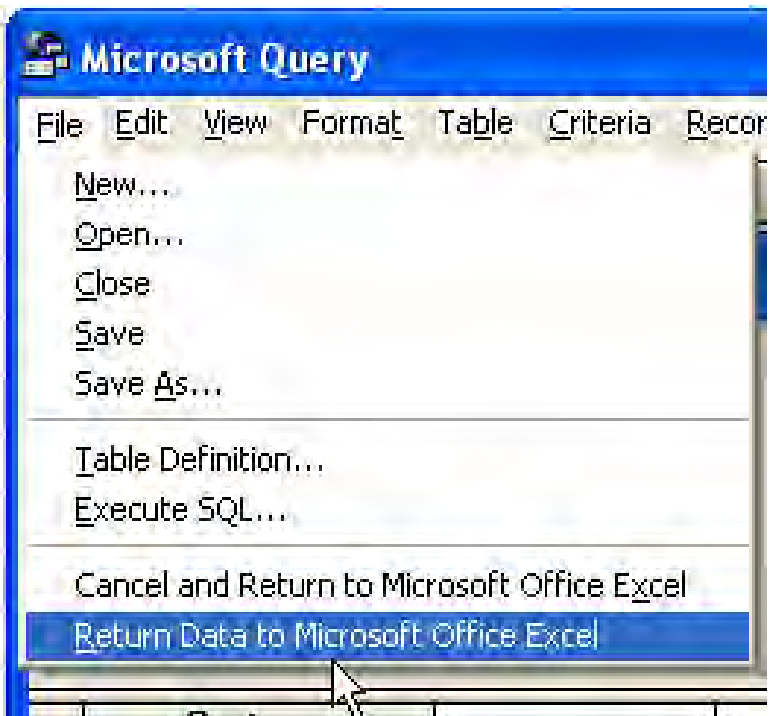 Microsoft Query
File Edit View Format Table Criteria
New...
Open...
Close
Save
Save As...
Table Definition...
Execute SQL...
Cancel and Return to Microsoft Office Excel
Return Data to Microsoft Office Excel